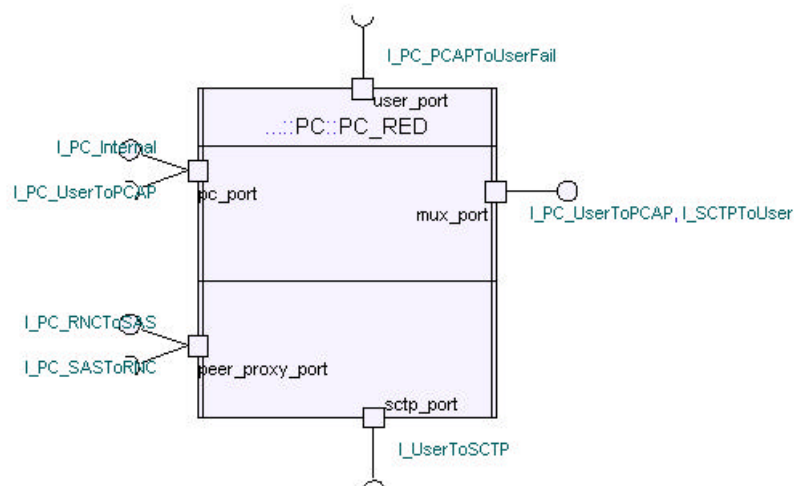 I_PC_PCAPToUserFail
user_port
...::PC::PC_RED
I_PC_Internal
I_PC_UserToPCAP
pc_port
mux_port
I_PC_UserToPCAP, I_SCTPToUser
I_PC_RNCToSAS
I_PC_SASToRNC
peer_proxy_port
sctp_port
I_UserToSCTP